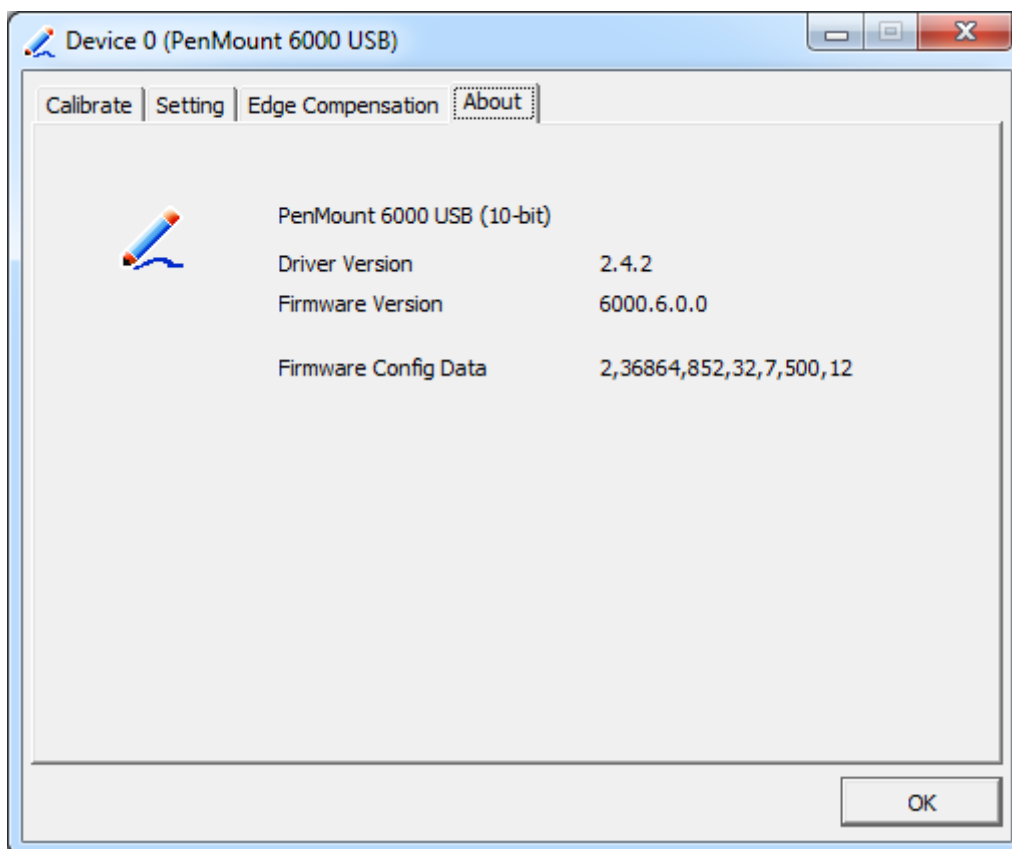 Device 0 (PenMount 6000 USB)
Calibrate Setting Edge Compensation About
PenMount 6000 USB (10-bit)
Driver Version 2.4.2
Firmware Version 6000.6.0.0
Firmware Config Data 2,36864,852,32,7,500,12
OK